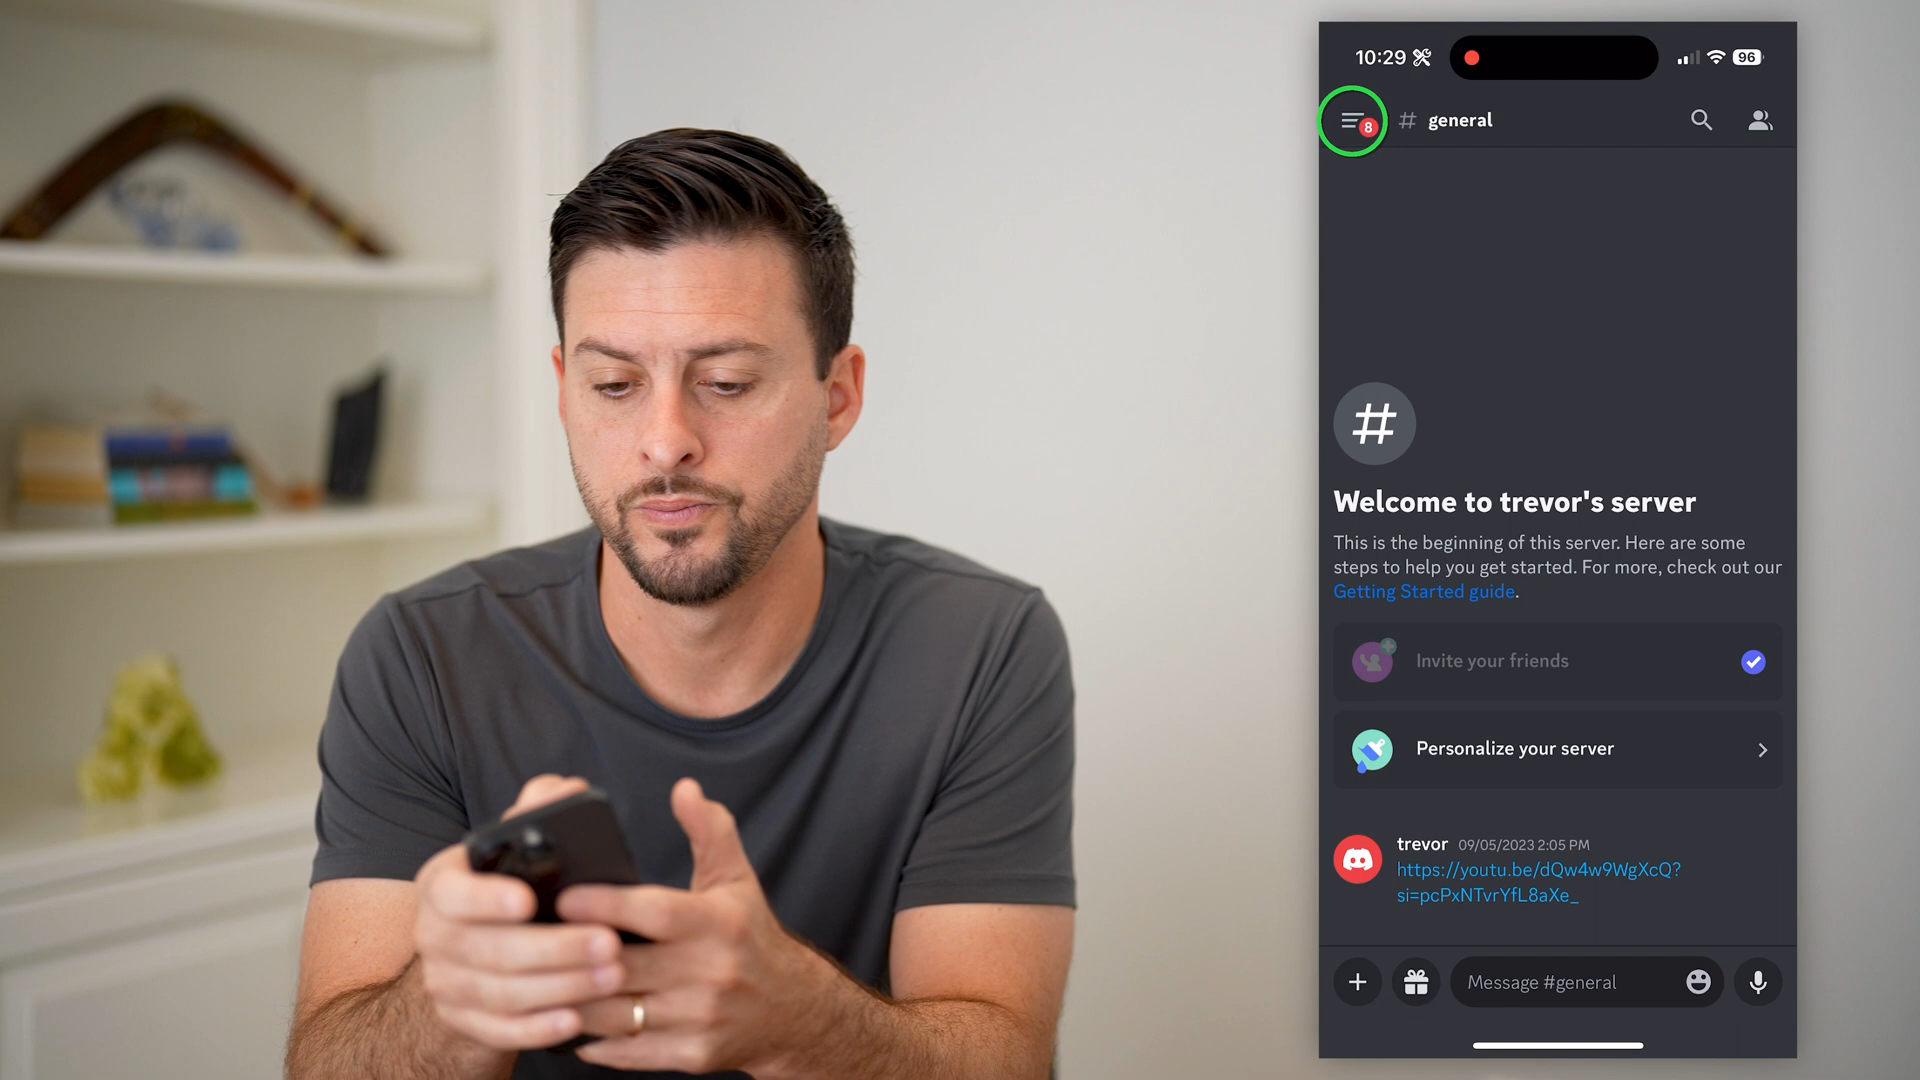 10:29
96
8
# general
#
Welcome to trevor's server
This is the beginning of this server. Here are some
steps to help you get started. For more, check out our
Getting Started guide.
Invite your friends
Personalize your server
trevor 09/05/2023 2:05 PM
https://youtu.be/dQw4w9WgXcQ?
si=pcPxNTvrYfL8aXe_
Message #general